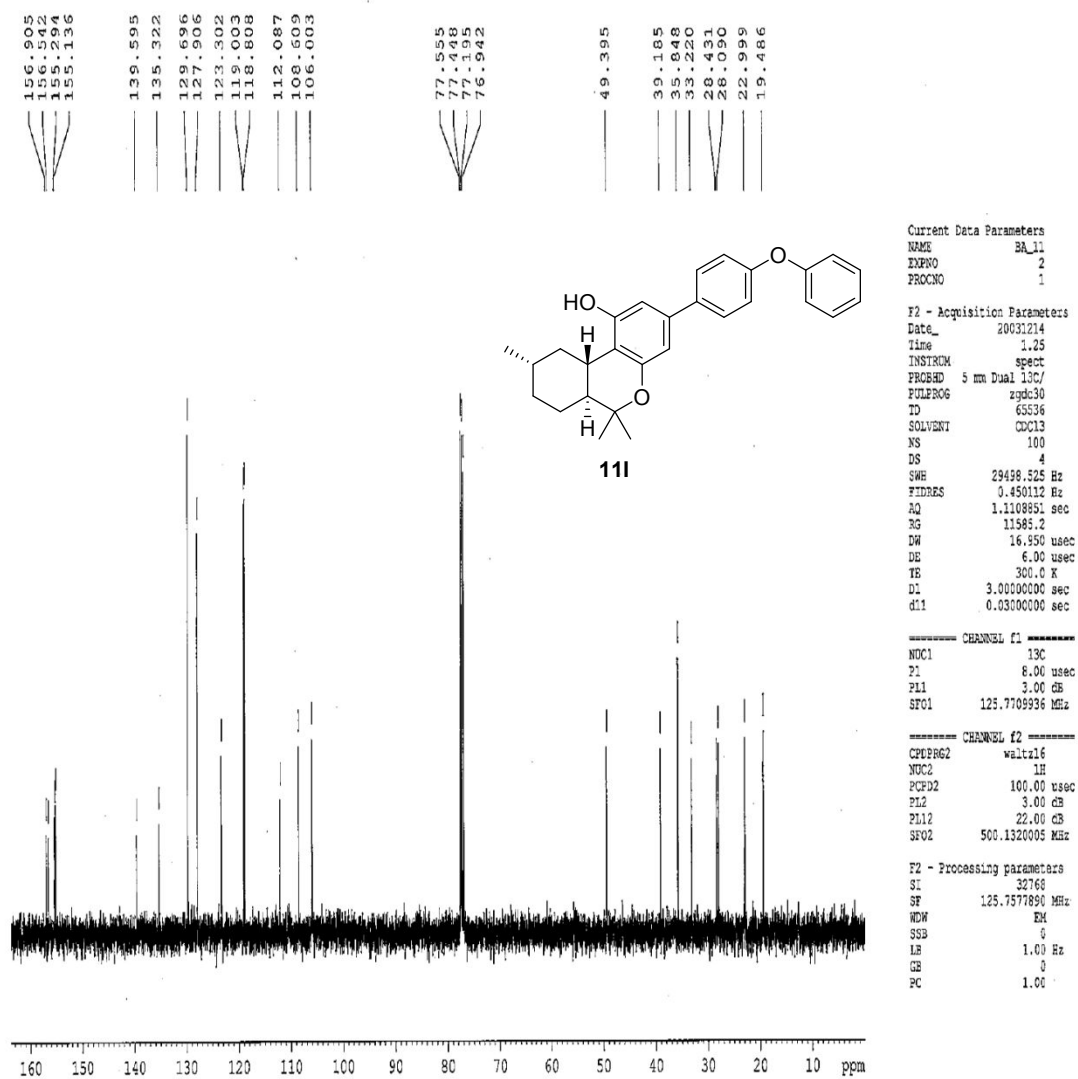 156.905
156.542
155.294
155.136
139.595
135.322
129.696
127.906
123.302
119.003
118.808
112.087
108.609
106.003
77.555
77.448
77.195
76.942
49.395
39.185
35.848
33.220
28.431
28.090
22.999
19.486
O
HO
H
O
H
11l
Current Data Parameters
NAME BA_11
EXPNO 2
PROCNO 1
F2 - Acquisition Parameters
Date_ 20031214
Time 1.25
INSTRUM spect
PROBHD 5 mm Dual 13C/
PULPROG zgdc30
TD 65536
SOLVENT CDCl3
NS 100
DS 4
SWH 29498.525 Hz
FIDRES 0.450112 Hz
AQ 1.1108851 sec
RG 11585.2
DW 16.950 usec
DE 6.00 usec
TE 300.0 K
D1 3.00000000 sec
d11 0.03000000 sec
======== CHANNEL f1 ========
NUC1 13C
P1 8.00 usec
PL1 3.00 dB
SFO1 125.7709936 MHz
======== CHANNEL f2 ========
CPDPRG2 waltz16
NUC2 1H
PCPD2 100.00 usec
PL2 3.00 dB
PL12 22.00 dB
SFO2 500.1320005 MHz
F2 - Processing parameters
SI 32768
SF 125.7577890 MHz
WDW EM
SSB 0
LB 1.00 Hz
GB 0
PC 1.00
160 150 140 130 120 110 100 90 80 70 60 50 40 30 20 10 ppm